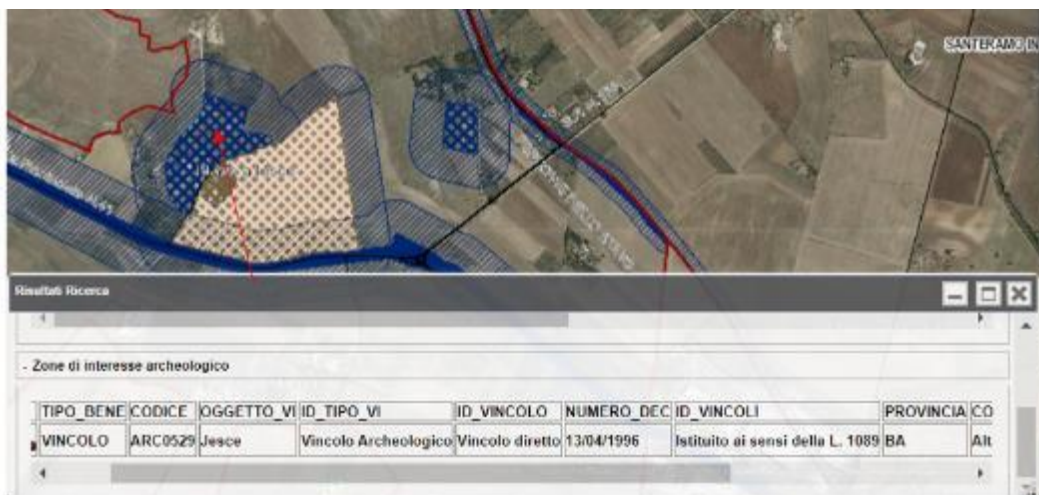 SANTERAMO IN
Risultati Ricerca
- Zone di interesse archeologico
TIPO_BENE CODICE OGGETTO_VI ID_TIPO_VI ID_VINCOLO NUMERO_DEC ID_VINCOLI PROVINCIA CO
VINCOLO ARC0529 Jesce Vincolo Archeologico Vincolo diretto 13/04/1996 Istituito ai sensi della L. 1089 BA Alt